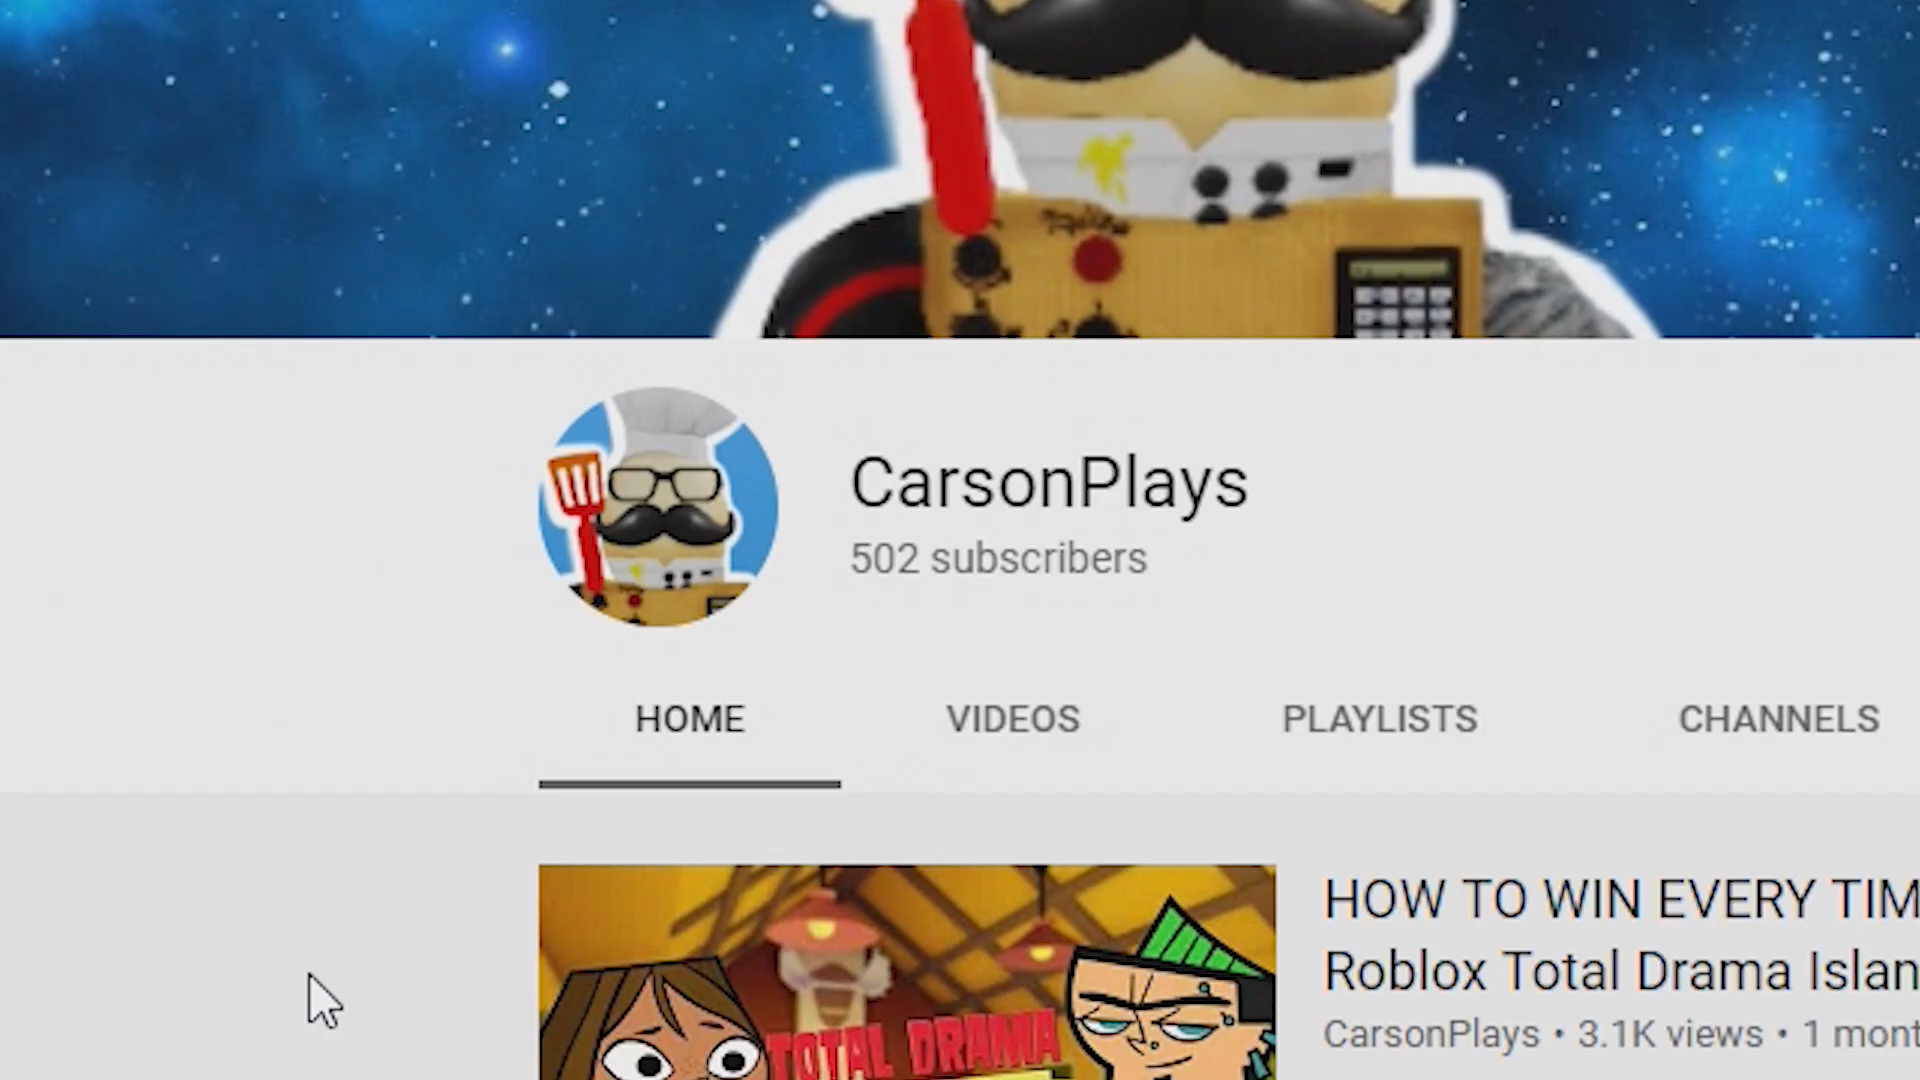 CarsonPlays
502 subscribers
HOME VIDEOS PLAYLISTS CHANNELS
HOW TO WIN EVERY TIM
Roblox Total Drama Islan
CarsonPlays • 3.1K views • 1 mont
TOTAL DRAMA